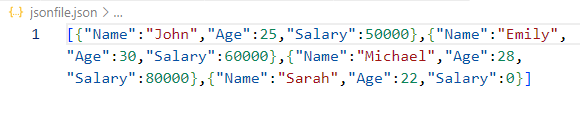 {} jsonfile.json > ...
1 [{"Name":"John","Age":25,"Salary":50000},{"Name":"Emily",
"Age":30,"Salary":60000},{"Name":"Michael","Age":28,
"Salary":80000},{"Name":"Sarah","Age":22,"Salary":0}]